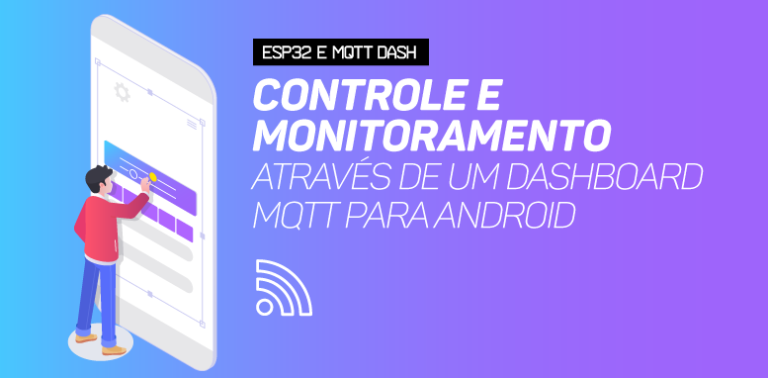 ESP32 E MQTT DASH
CONTROLE E
MONITORAMENTO
ATRAVÉS DE UM DASHBOARD
MQTT PARA ANDROID